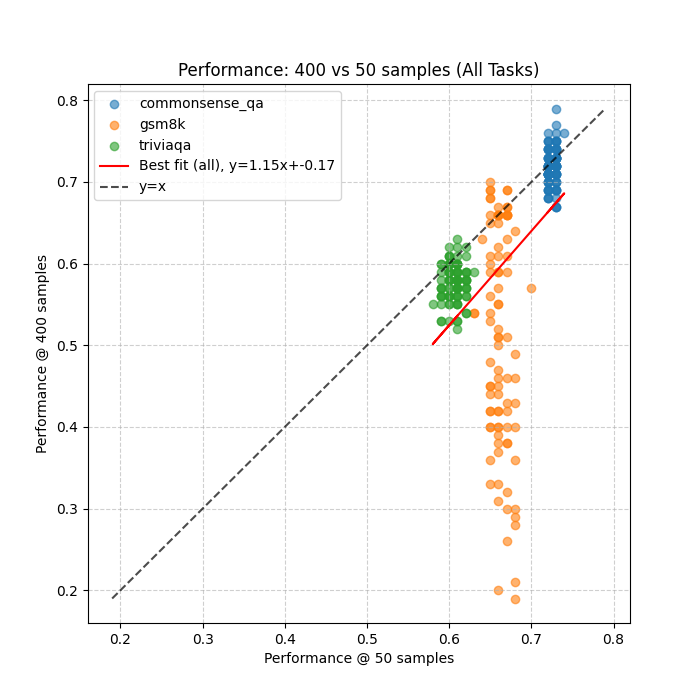 Performance: 400 vs 50 samples (All Tasks)
commonsense_qa
gsm8k
triviaqa
Best fit (all), y=1.15x+-0.17
y=x
Performance @ 400 samples
0.8
0.7
0.6
0.5
0.4
0.3
0.2
0.2 0.3 0.4 0.5 0.6 0.7 0.8
Performance @ 50 samples